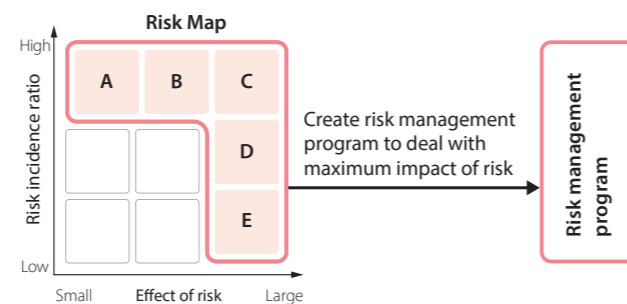 Risk Map
High
A
B
C
D
E
Risk incidence ratio
Low
Small
Effect of risk
Large
Create risk management
program to deal with
maximum impact of risk
Risk management
program